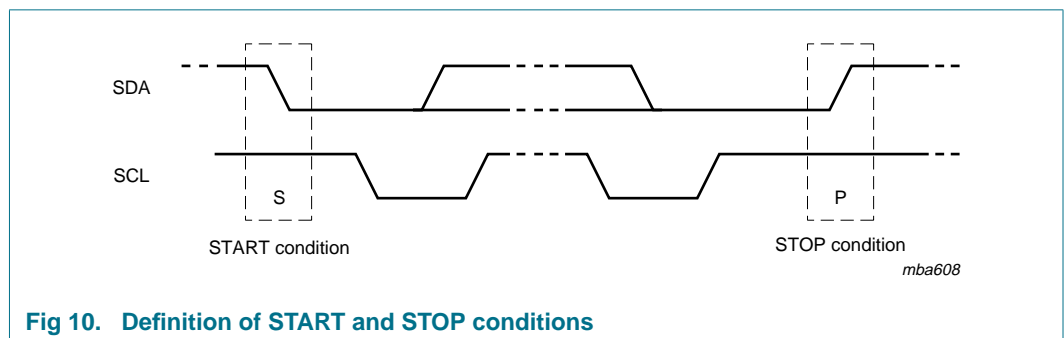 SDA
SCL
S
P
START condition
STOP condition
mba608
Fig 10. Definition of START and STOP conditions